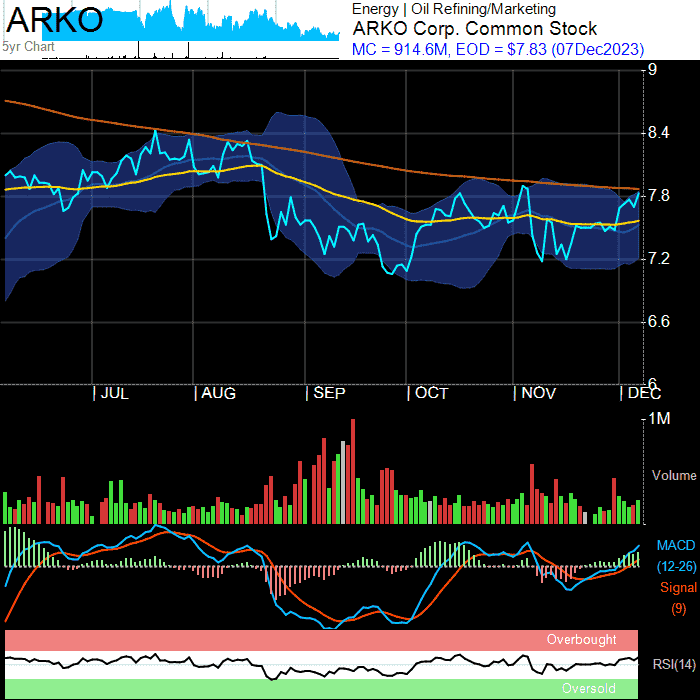 ARKO
5yr Chart
Energy | Oil Refining/Marketing
ARKO Corp. Common Stock
MC = 914.6M, EOD = $7.83 (07Dec2023)
9
8.4
7.8
7.2
6.6
6
| JUL | AUG | SEP | OCT | NOV | DEC
1M
Volume
MACD
(12-26)
Signal
(9)
Overbought
RSI(14)
Oversold